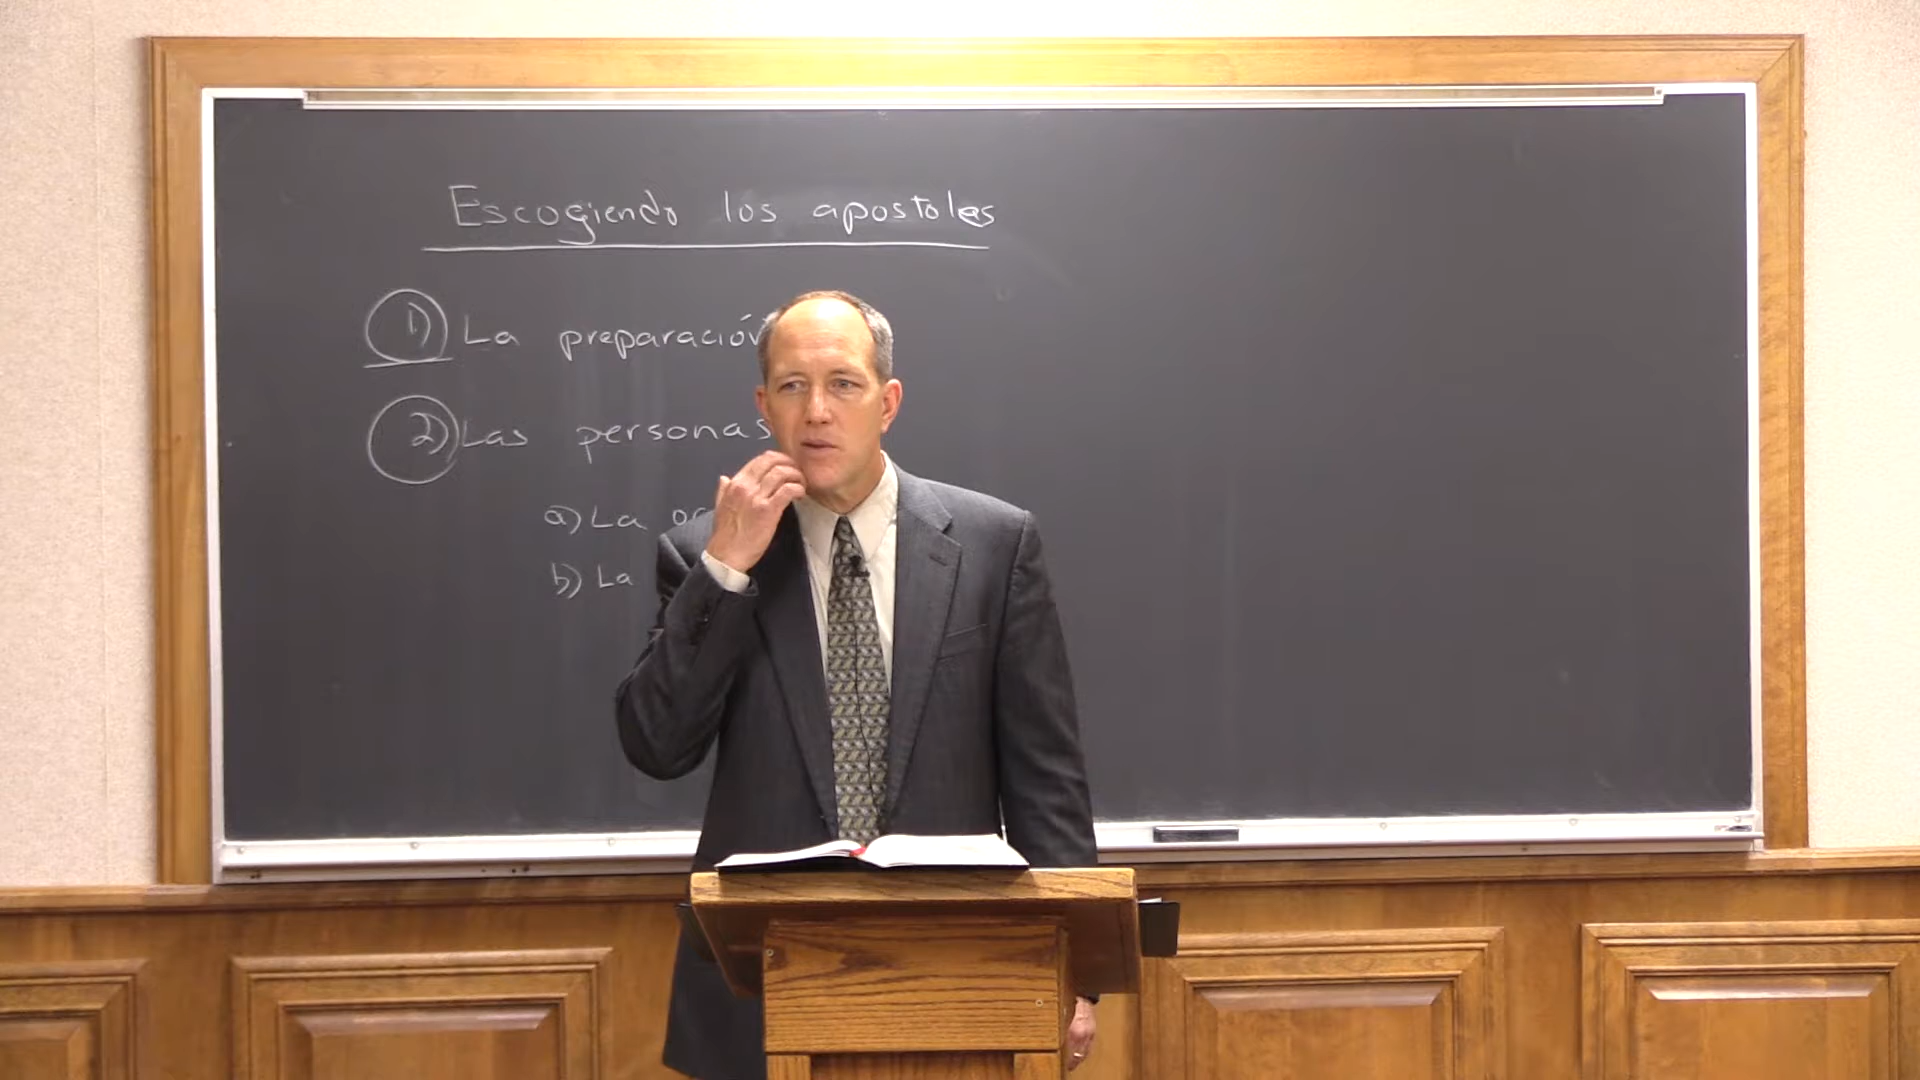 Escogiendo los apostoles
1) La preparación
2) Las personas
a) La
b) La